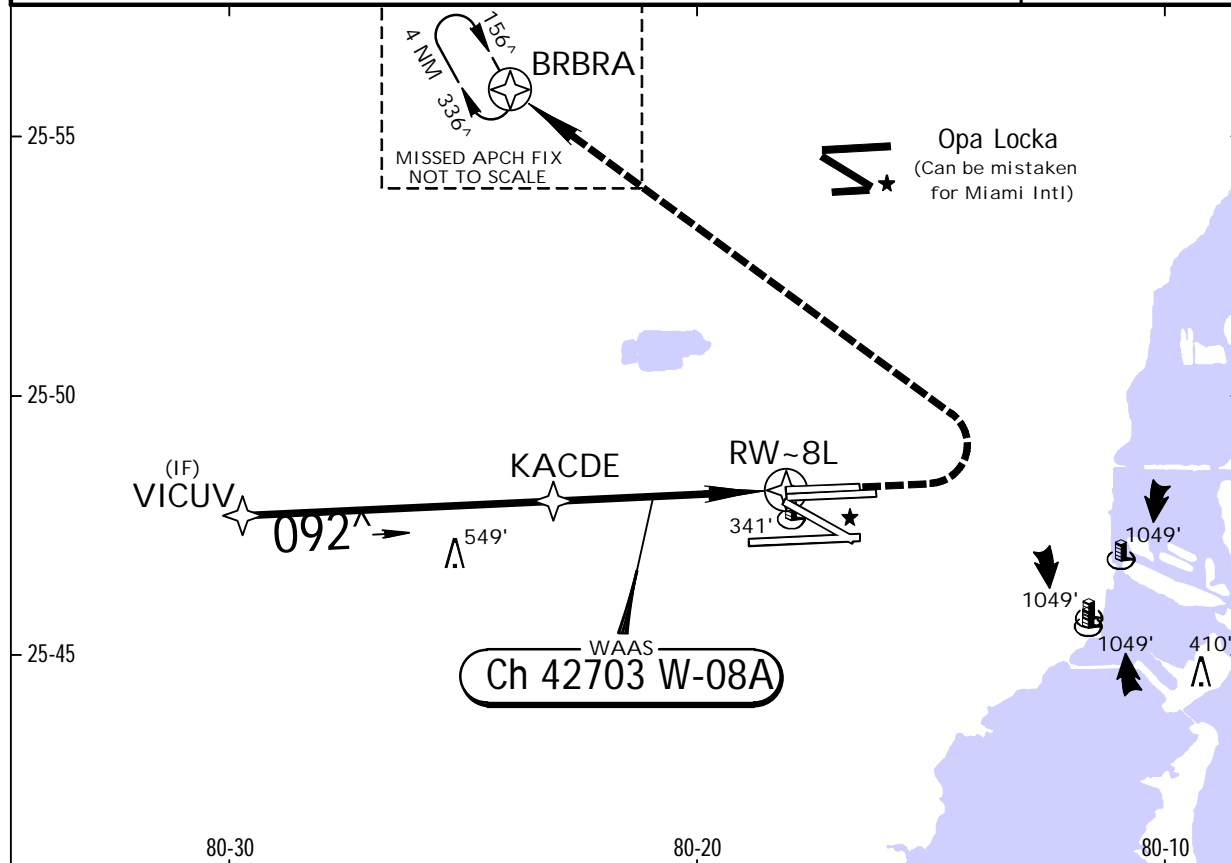 156^
4 NM
336^
BRBRA
MISSED APCH FIX
NOT TO SCALE
25-55
Opa Locka
(Can be mistaken
for Miami Intl)
25-50
(IF)
VICUV
KACDE
RW~8L
092^
549'
341'
1049'
1049'
1049'
410'
25-45
WAAS
Ch 42703 W-08A
80-30
80-20
80-10